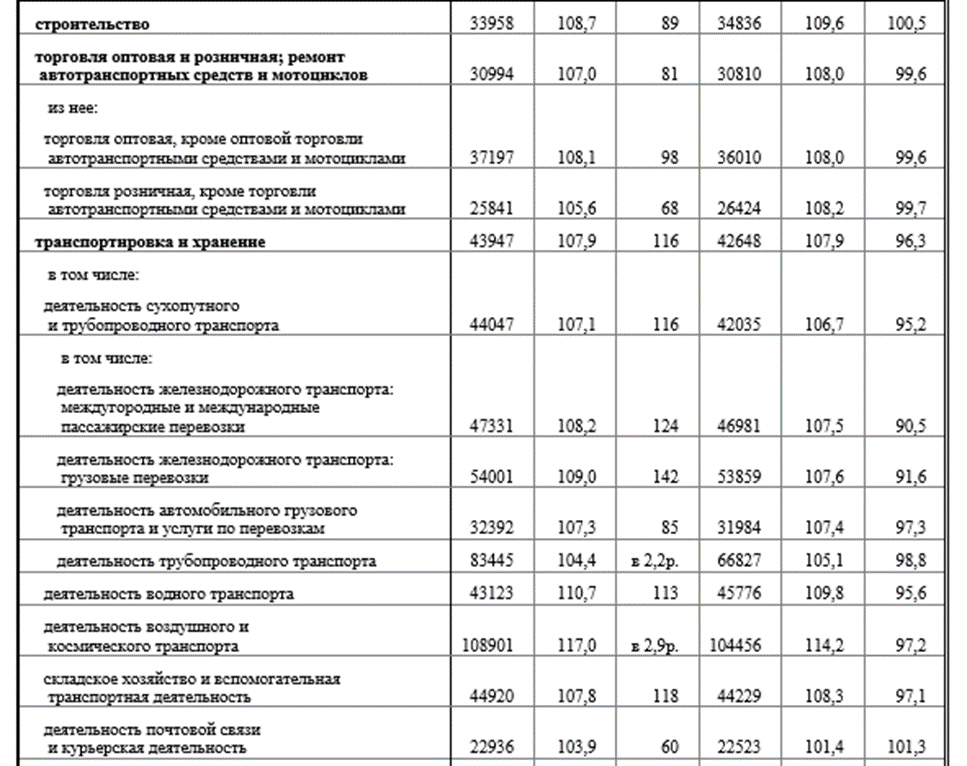 строительство 33958 108,7 89 34836 109,6 100,5
торговля оптовая и розничная; ремонт
автотранспортных средств и мотоциклов 30994 107,0 81 30810 108,0 99,6
из нее:
торговля оптовая, кроме оптовой торговли
автотранспортными средствами и мотоциклами 37197 108,1 98 36010 108,0 99,6
торговля розничная, кроме торговли
автотранспортными средствами и мотоциклами 25841 105,6 68 26424 108,2 99,7
транспортировка и хранение 43947 107,9 116 42648 107,9 96,3
в том числе:
деятельность сухопутного
и трубопроводного транспорта 44047 107,1 116 42035 106,7 95,2
в том числе:
деятельность железнодорожного транспорта:
междугородные и международные
пассажирские перевозки 47331 108,2 124 46981 107,5 90,5
деятельность железнодорожного транспорта:
грузовые перевозки 54001 109,0 142 53859 107,6 91,6
деятельность автомобильного грузового
транспорта и услуги по перевозкам 32392 107,3 85 31984 107,4 97,3
деятельность трубопроводного транспорта 83445 104,4 в 2,2р. 66827 105,1 98,8
деятельность водного транспорта 43123 110,7 113 45776 109,8 95,6
деятельность воздушного и
космического транспорта 108901 117,0 в 2,9р. 104456 114,2 97,2
складское хозяйство и вспомогательная
транспортная деятельность 44920 107,8 118 44229 108,3 97,1
деятельность почтовой связи
и курьерская деятельность 22936 103,9 60 22523 101,4 101,3